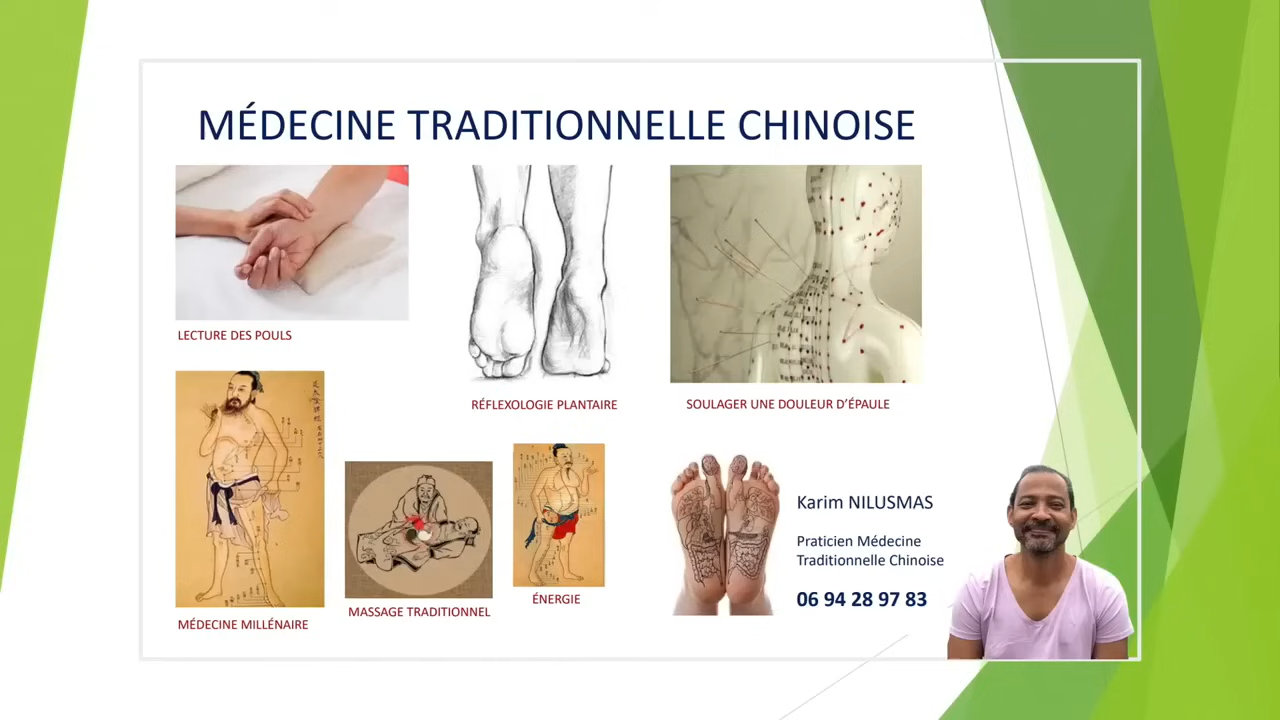 MÉDECINE TRADITIONNELLE CHINOISE
LECTURE DES POULS
RÉFLEXOLOGIE PLANTAIRE
SOULAGER UNE DOULEUR D’ÉPAULE
MÉDECINE MILLÉNAIRE
MASSAGE TRADITIONNEL
ÉNERGIE
Karim NILUSMAS
Praticien Médecine
Traditionnelle Chinoise
06 94 28 97 83